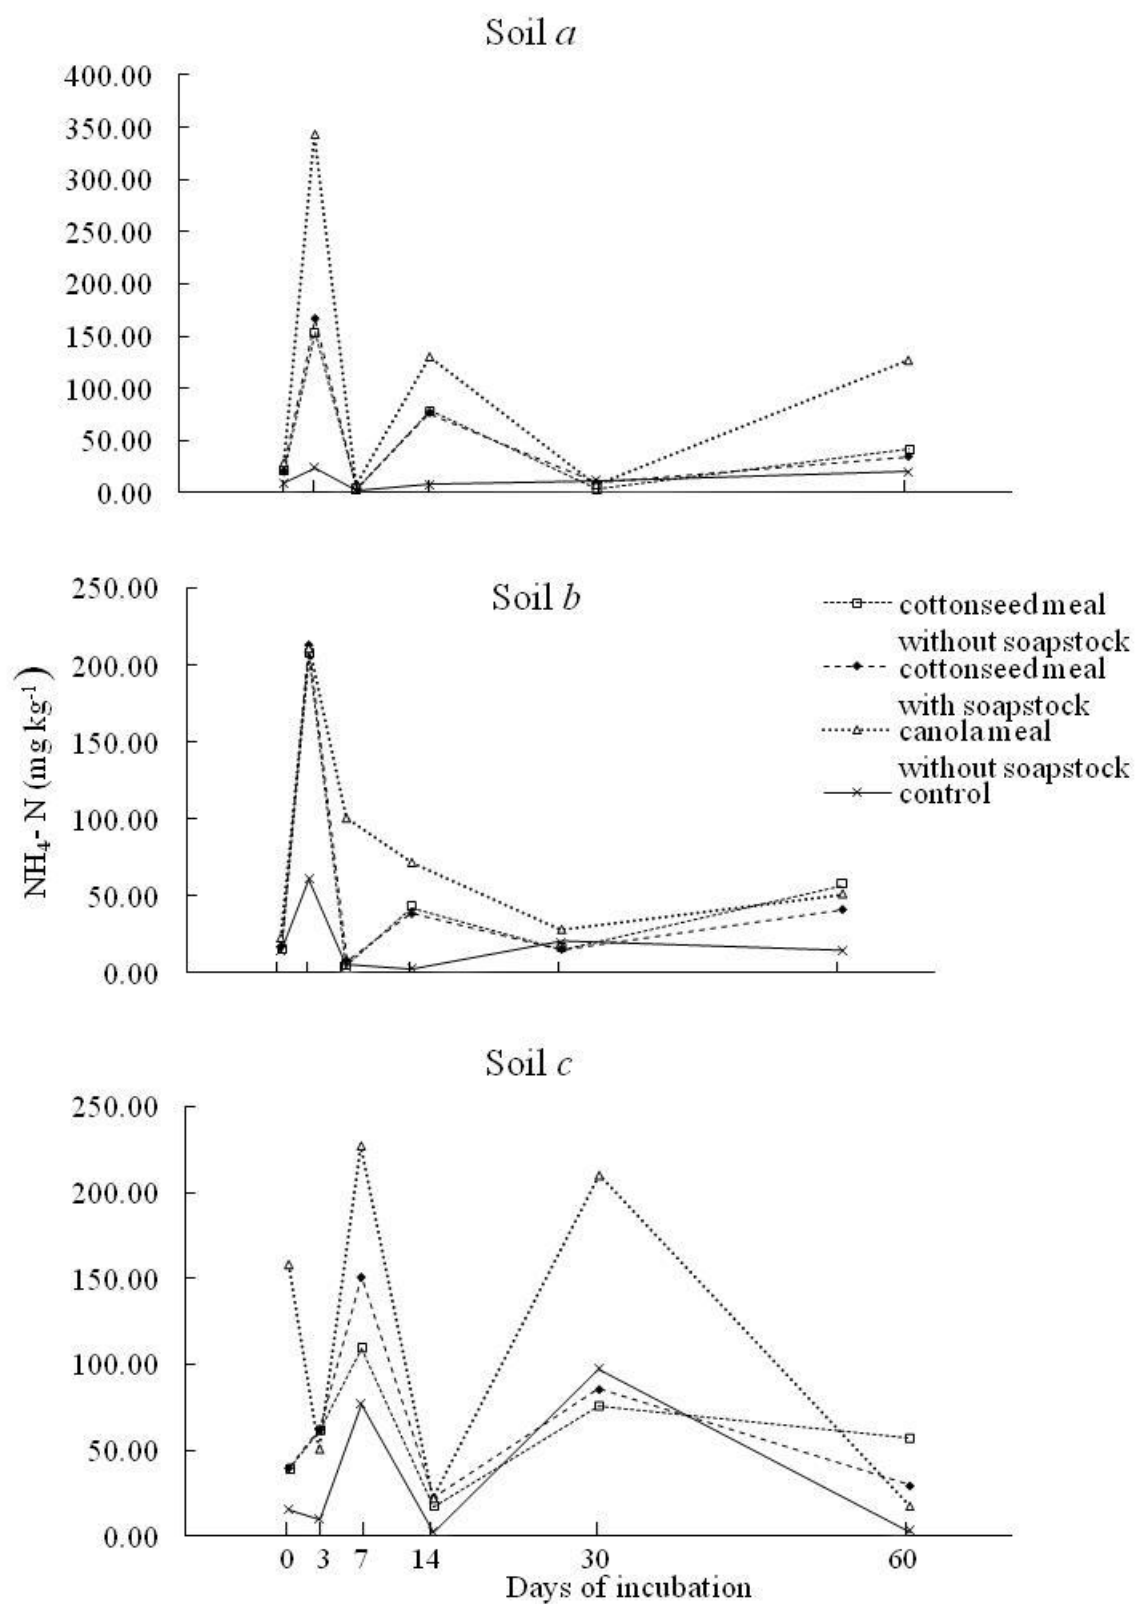 Soil a
400.00
350.00
300.00
250.00
200.00
150.00
100.00
50.00
0.00
Soil b
250.00
200.00
150.00
100.00
50.00
0.00
cottonseed meal
without soapstock
cottonseed meal
with soapstock
canola meal
without soapstock
control
NH₄- N (mg kg⁻¹)
Soil c
250.00
200.00
150.00
100.00
50.00
0.00
0 3 7 14 30 60
Days of incubation